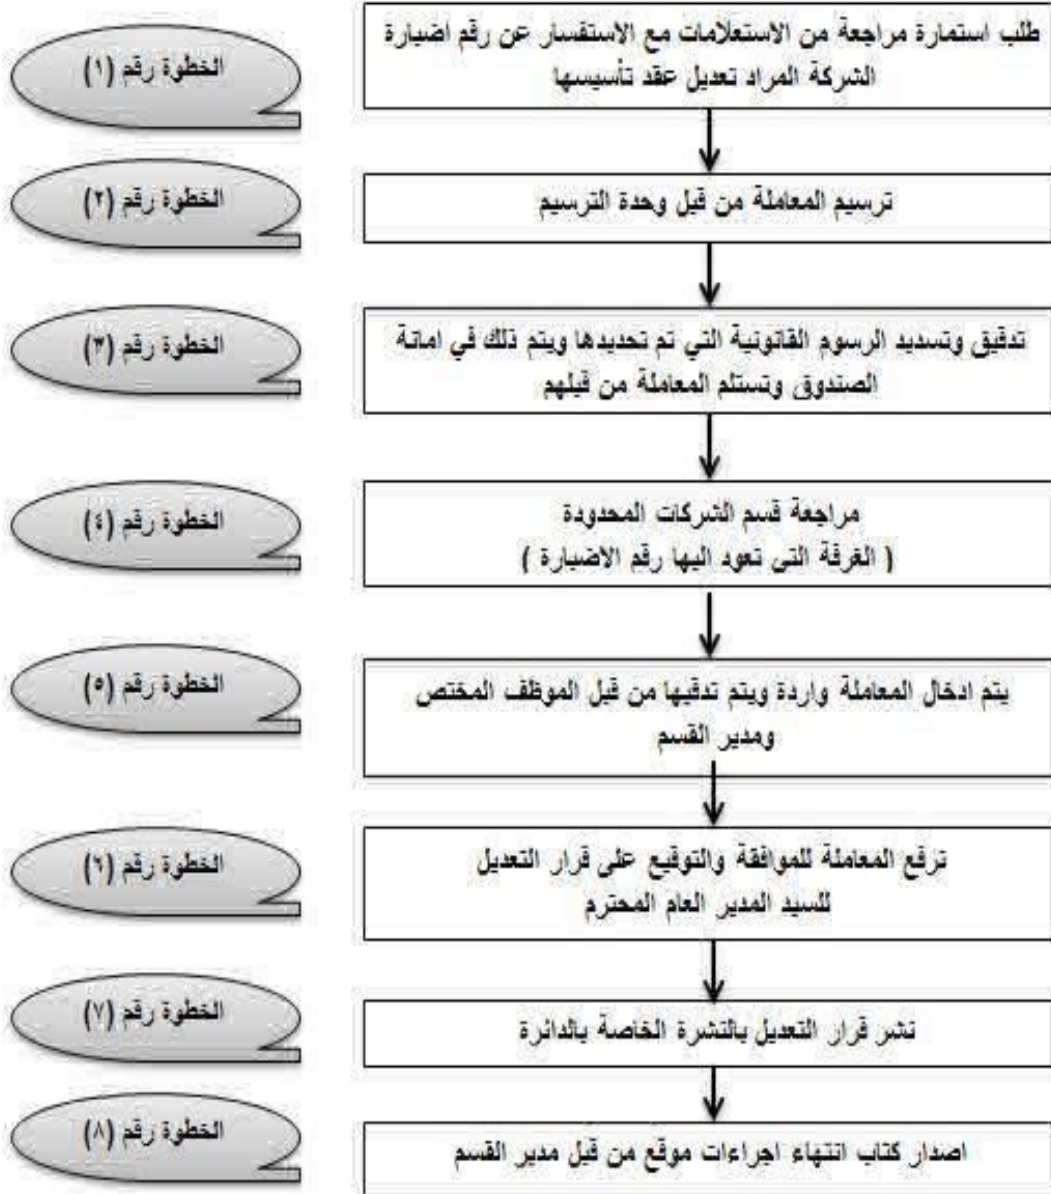 الخطوة رقم (١)
طلب استمارة مراجعة من الاستعلامات مع الاستفسار عن رقم اضبارة
الشركة المراد تعديل عقد تأسيسها
الخطوة رقم (٢)
ترسيم المعاملة من قبل وحدة الترسيم
الخطوة رقم (٣)
تدقيق وتسديد الرسوم القانونية التي تم تحديدها ويتم ذلك في امانة
الصندوق وتستلم المعاملة من قبلهم
الخطوة رقم (٤)
مراجعة قسم الشركات المحدودة
( الغرفة التي تعود اليها رقم الاضبارة )
الخطوة رقم (٥)
يتم ادخال المعاملة واردة ويتم تدقيها من قبل الموظف المختص
ومدير القسم
الخطوة رقم (٦)
ترفع المعاملة للموافقة والتوقيع على قرار التعديل
للسيد المدير العام المحترم
الخطوة رقم (٧)
نشر قرار التعديل بالنشرة الخاصة بالدائرة
الخطوة رقم (٨)
اصدار كتاب انتهاء اجراءات موقع من قبل مدير القسم